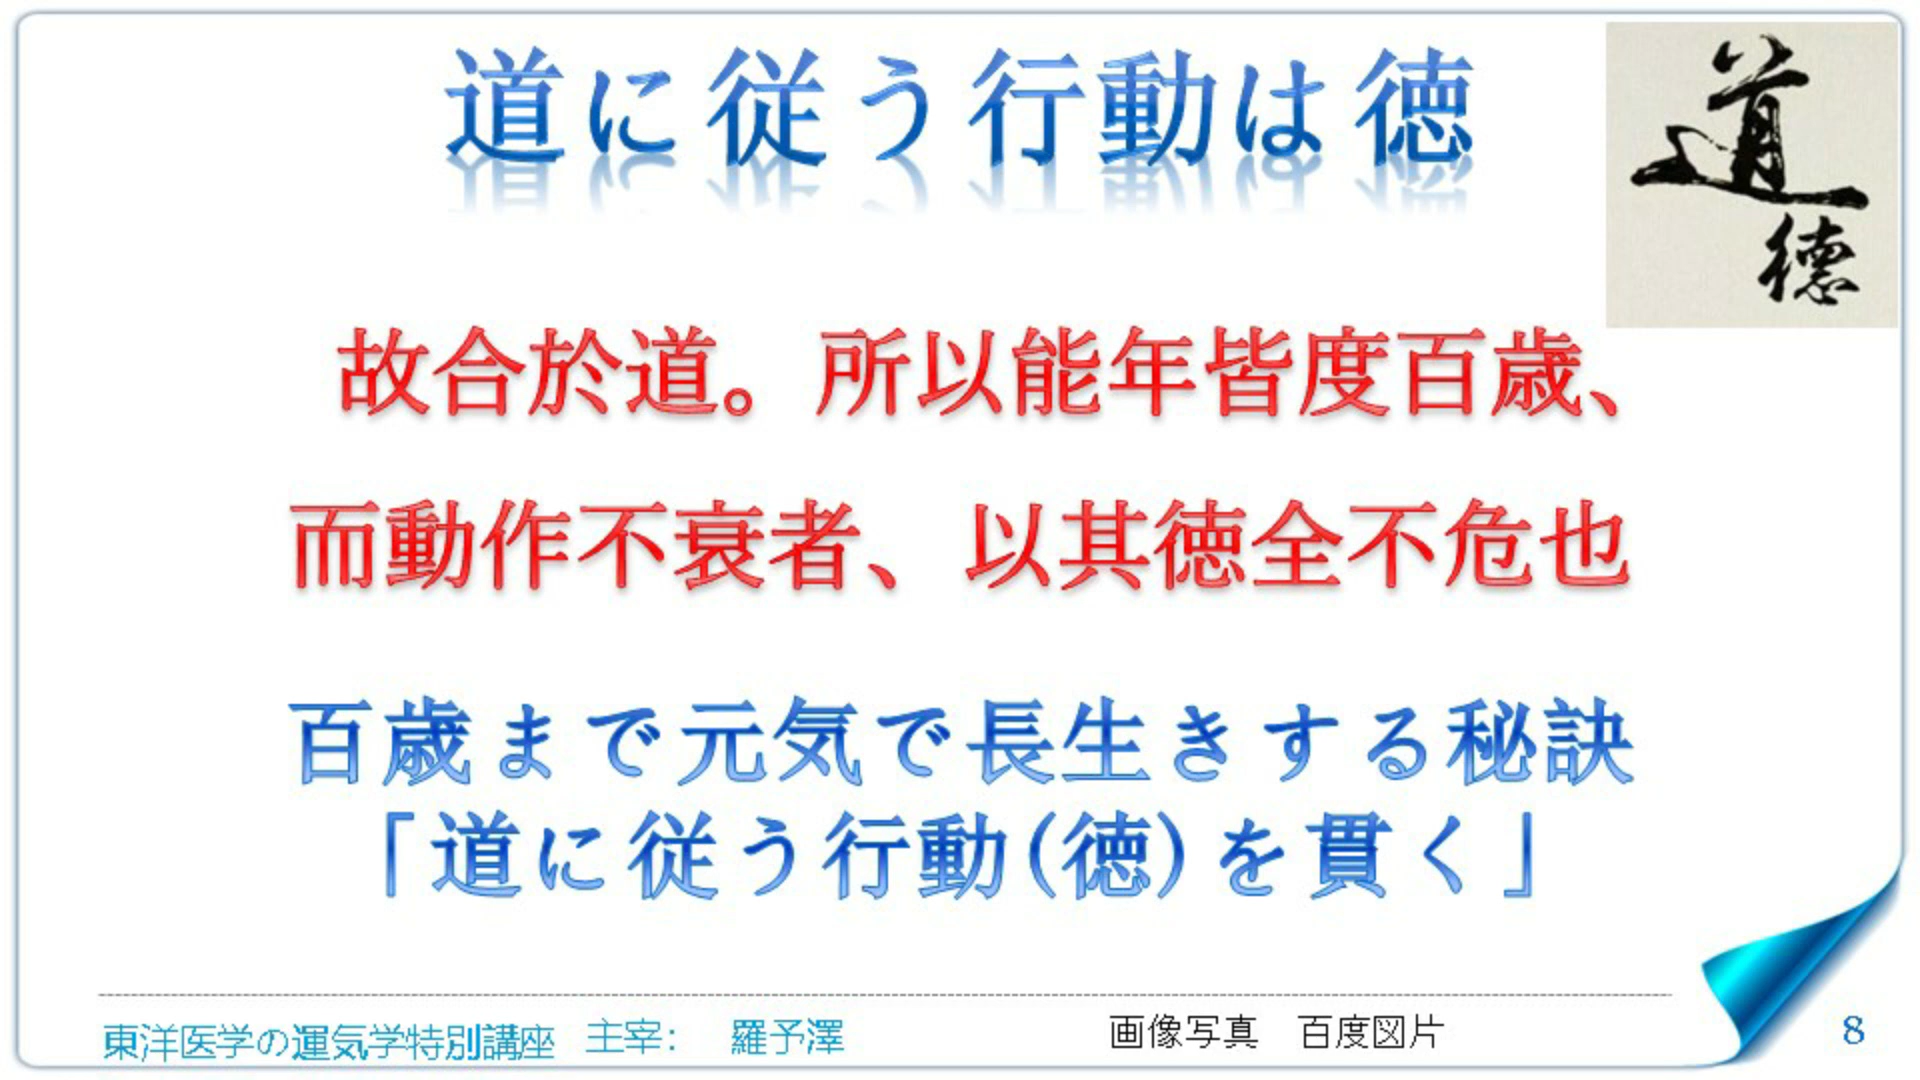 道に従う行動は徳
道
徳
故合於道。所以能年皆度百歳、
而動作不衰者、以其徳全不危也
百歳まで元気で長生きする秘訣
「道に従う行動(徳)を貫く」
東洋医学の運気学特別講座 主宰: 羅予澤
画像写真 百度図片
8